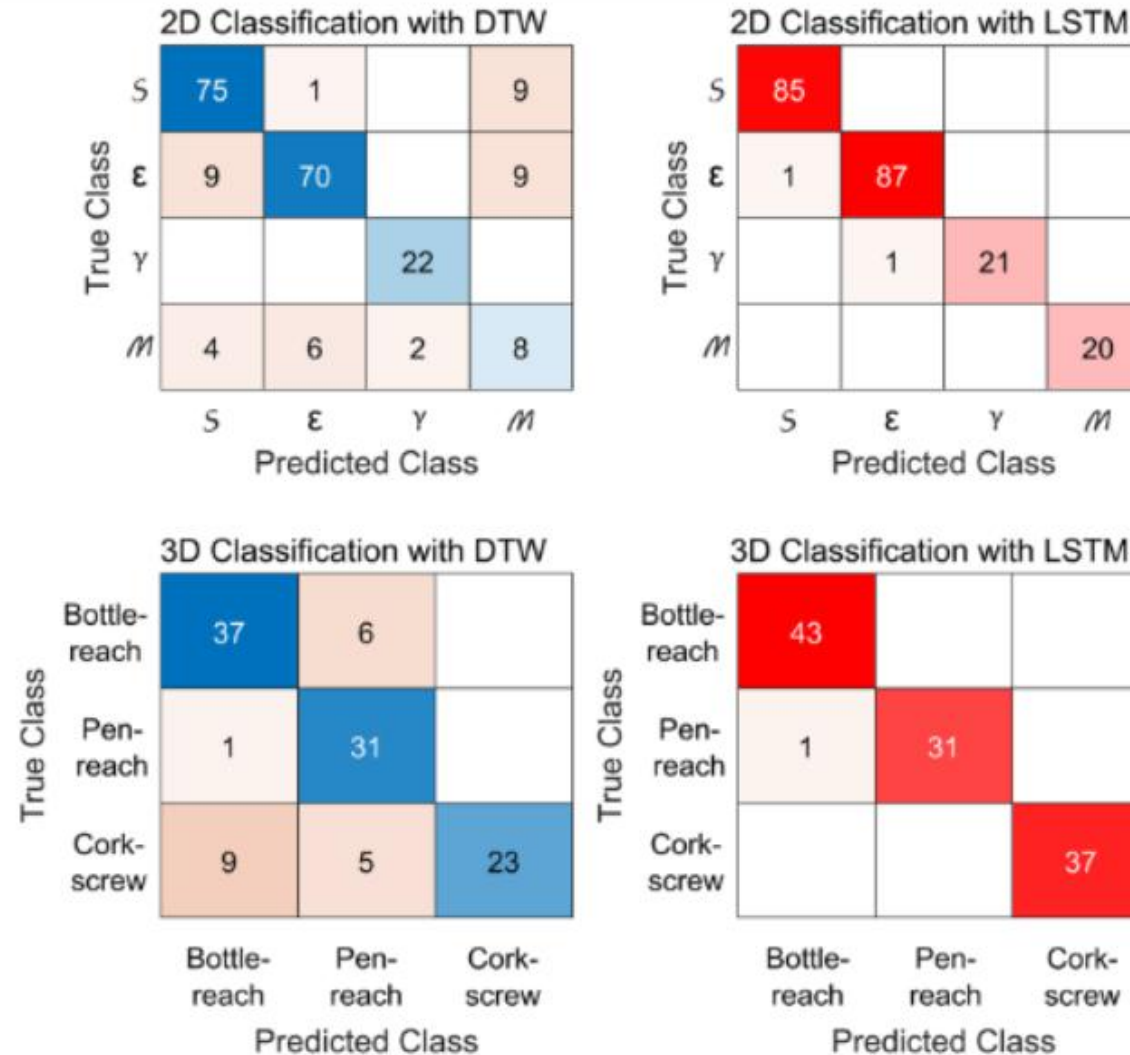 2D Classification with DTW
True Class
S 75 1 9
ε 9 70 9
γ 22
M 4 6 2 8
S ε γ M
Predicted Class
2D Classification with LSTM
True Class
S 85
ε 1 87
γ 1 21
M 20
S ε γ M
Predicted Class
3D Classification with DTW
True Class
Bottle-
reach
37 6
Pen-
reach
1 31
Cork-
screw
9 5 23
Bottle- Pen- Cork-
reach reach screw
Predicted Class
3D Classification with LSTM
True Class
Bottle-
reach
43
Pen-
reach
1 31
Cork-
screw
37
Bottle- Pen- Cork-
reach reach screw
Predicted Class